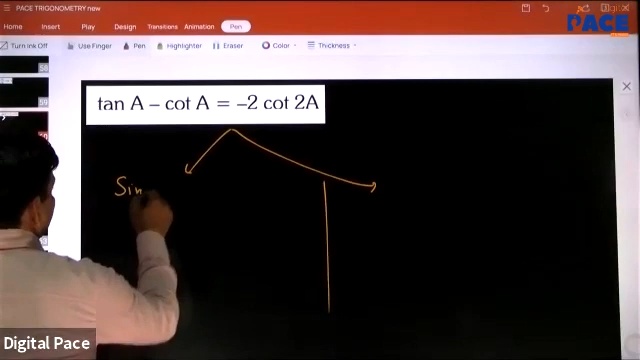 PACE TRIGONOMETRY new
PACE
Home Insert Play Design Transitions Animation Pen
Turn Ink Off Use Finger Pen Highlighter Eraser Color Thickness
58
59
tan A – cot A = –2 cot 2A
Sin
Digital Pace